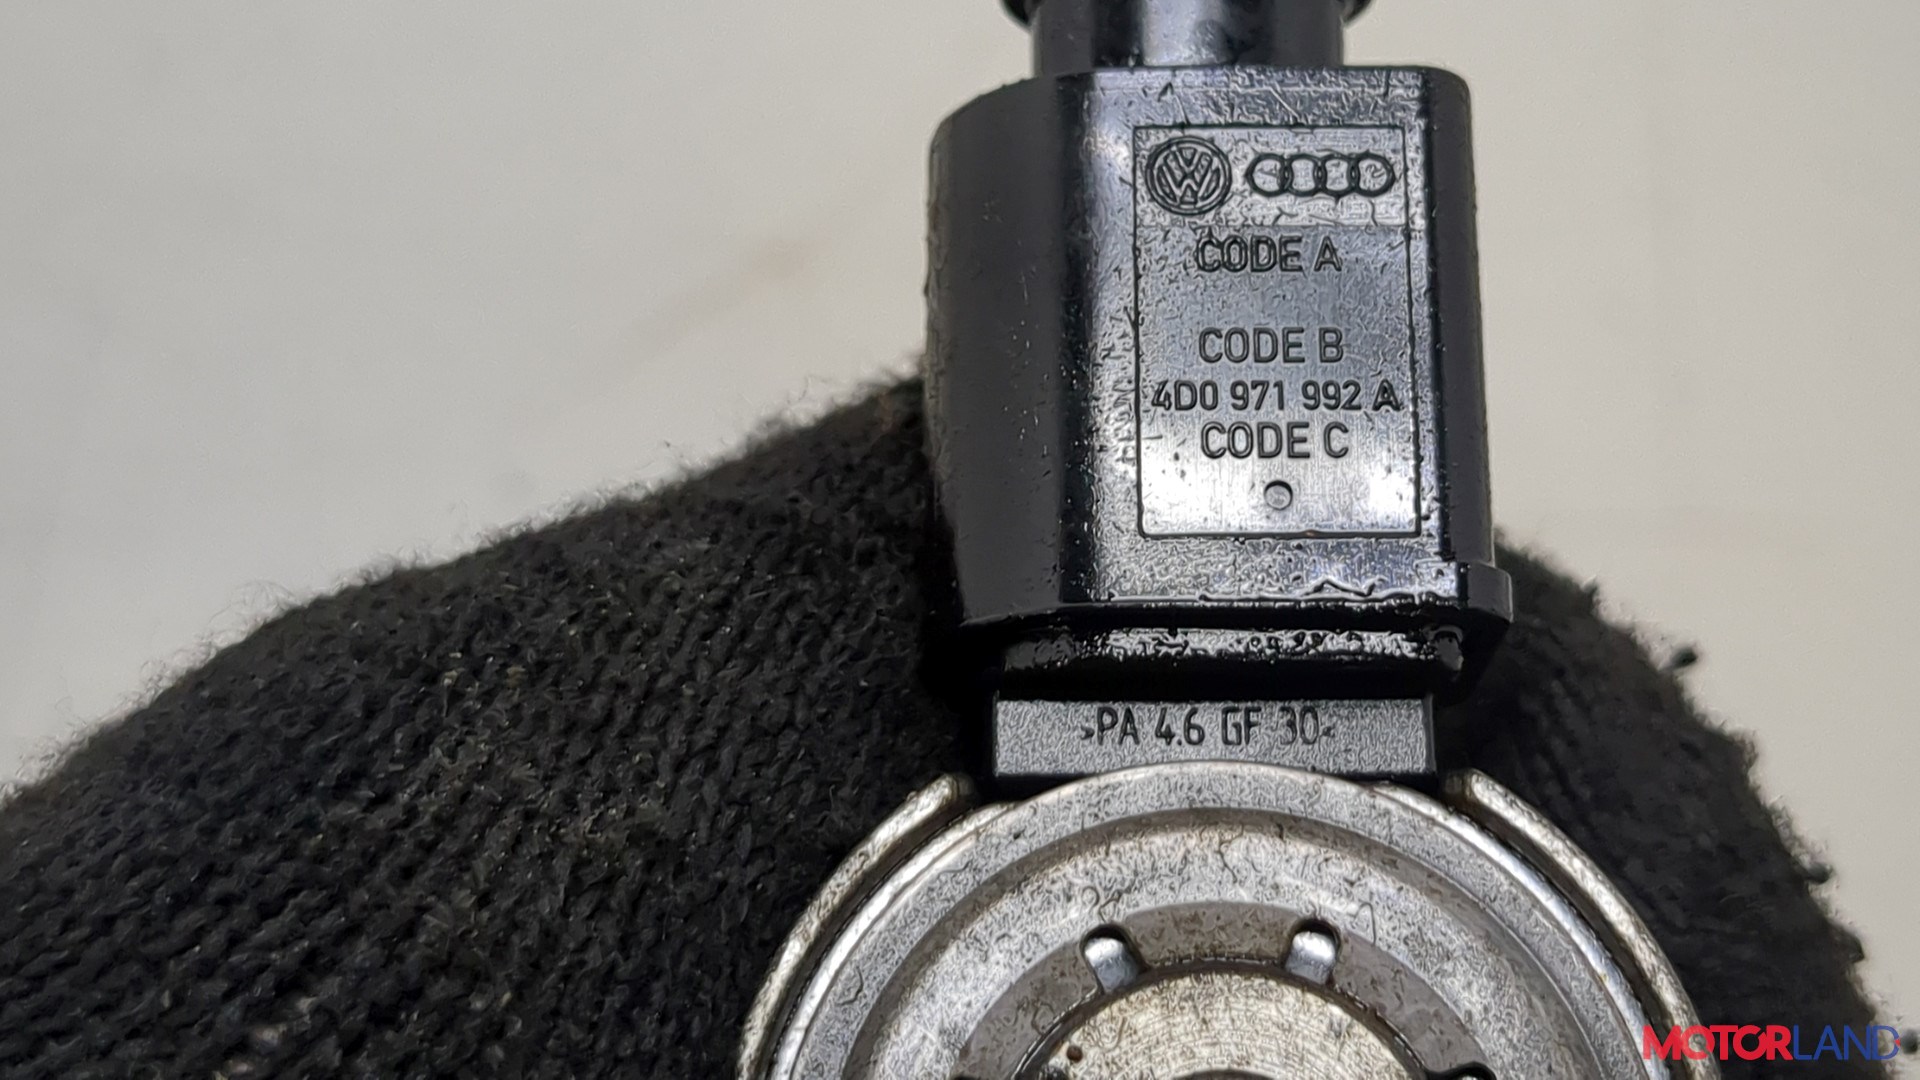 CODE A
CODE B
4D0 971 992 A
CODE C
>PA 4.6 GF 30<
MOTORLAND